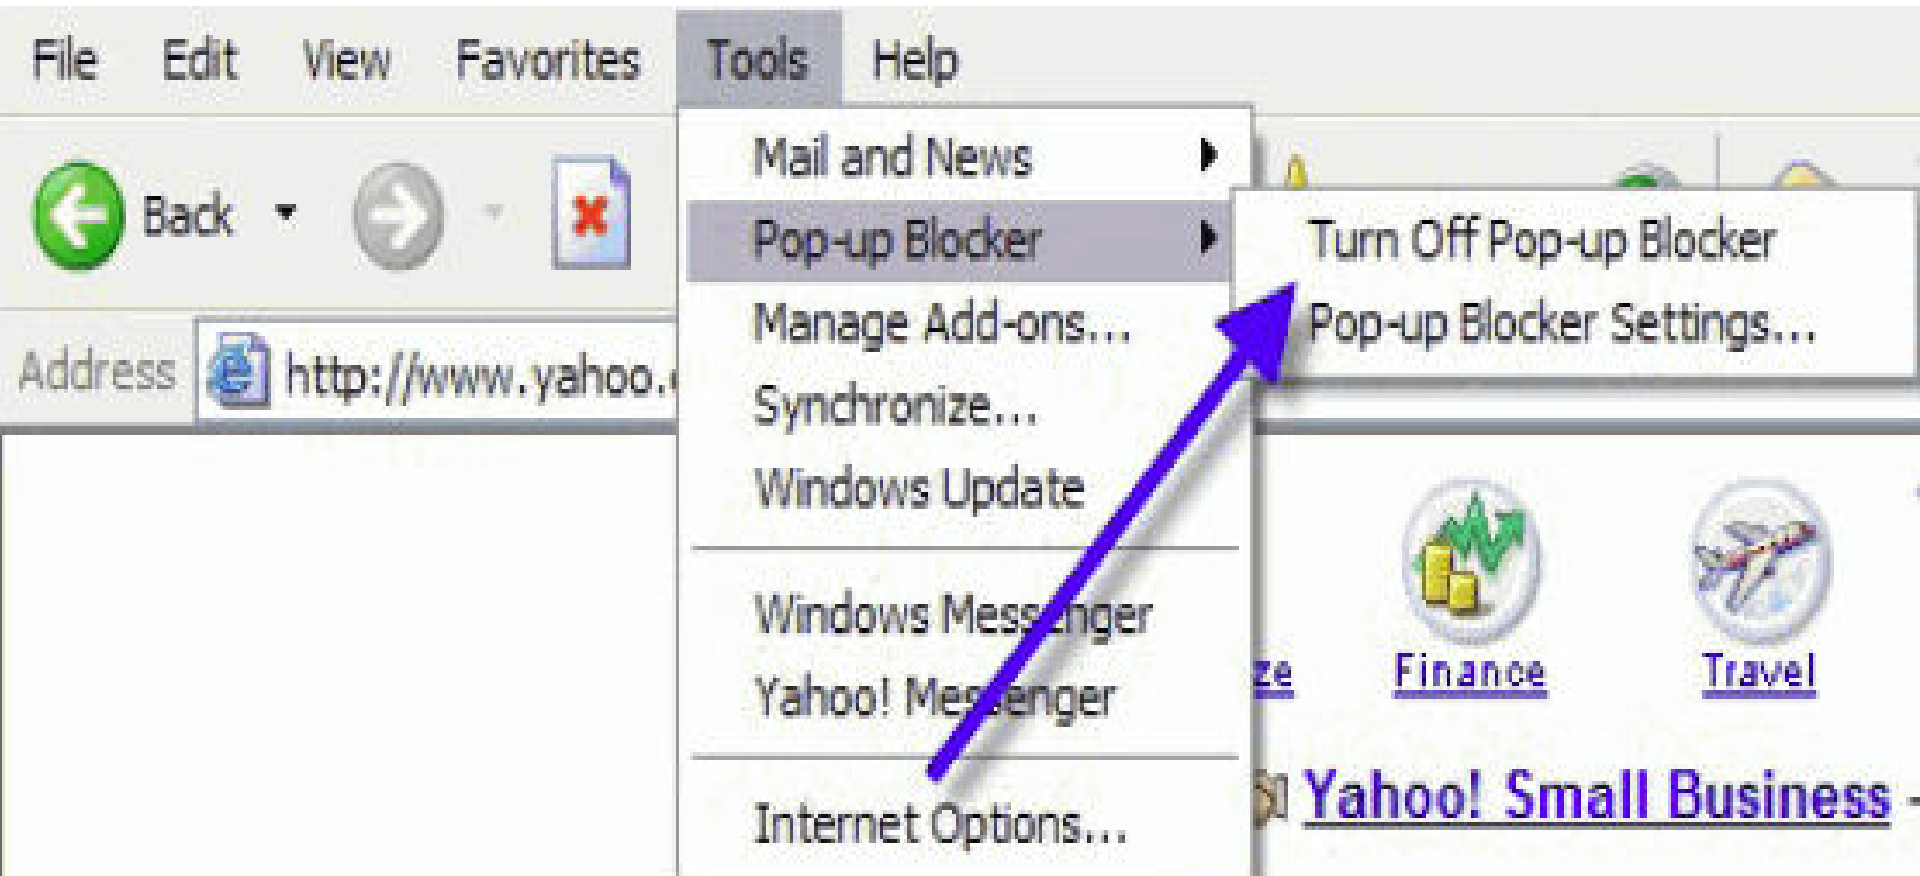 File Edit View Favorites Tools Help
Back
Address http://www.yahoo.
Mail and News
Pop-up Blocker
Manage Add-ons...
Synchronize...
Windows Update
Windows Messenger
Yahoo! Messenger
Internet Options...
Turn Off Pop-up Blocker
Pop-up Blocker Settings...
ze Finance Travel
Yahoo! Small Business -